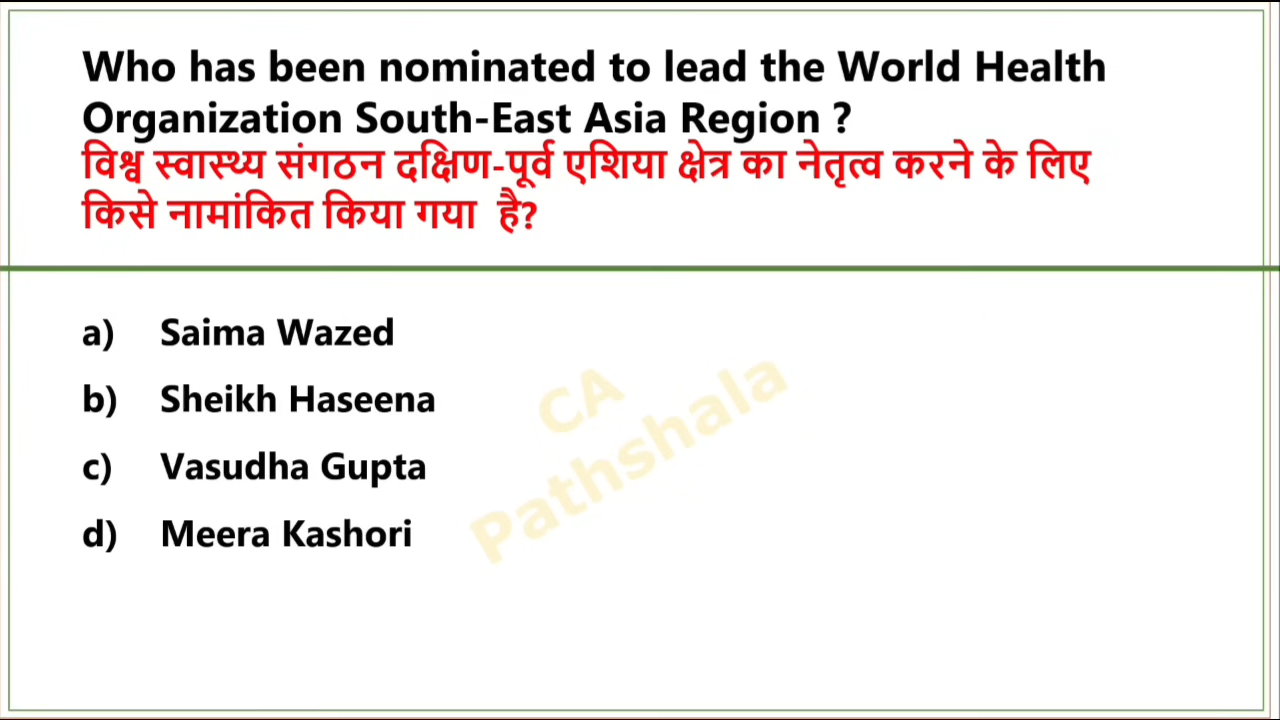 Who has been nominated to lead the World Health
Organization South-East Asia Region ?
विश्व स्वास्थ्य संगठन दक्षिण-पूर्व एशिया क्षेत्र का नेतृत्व करने के लिए
किसे नामांकित किया गया है?
a) Saima Wazed
b) Sheikh Haseena
c) Vasudha Gupta
d) Meera Kashori
CA
Pathshala